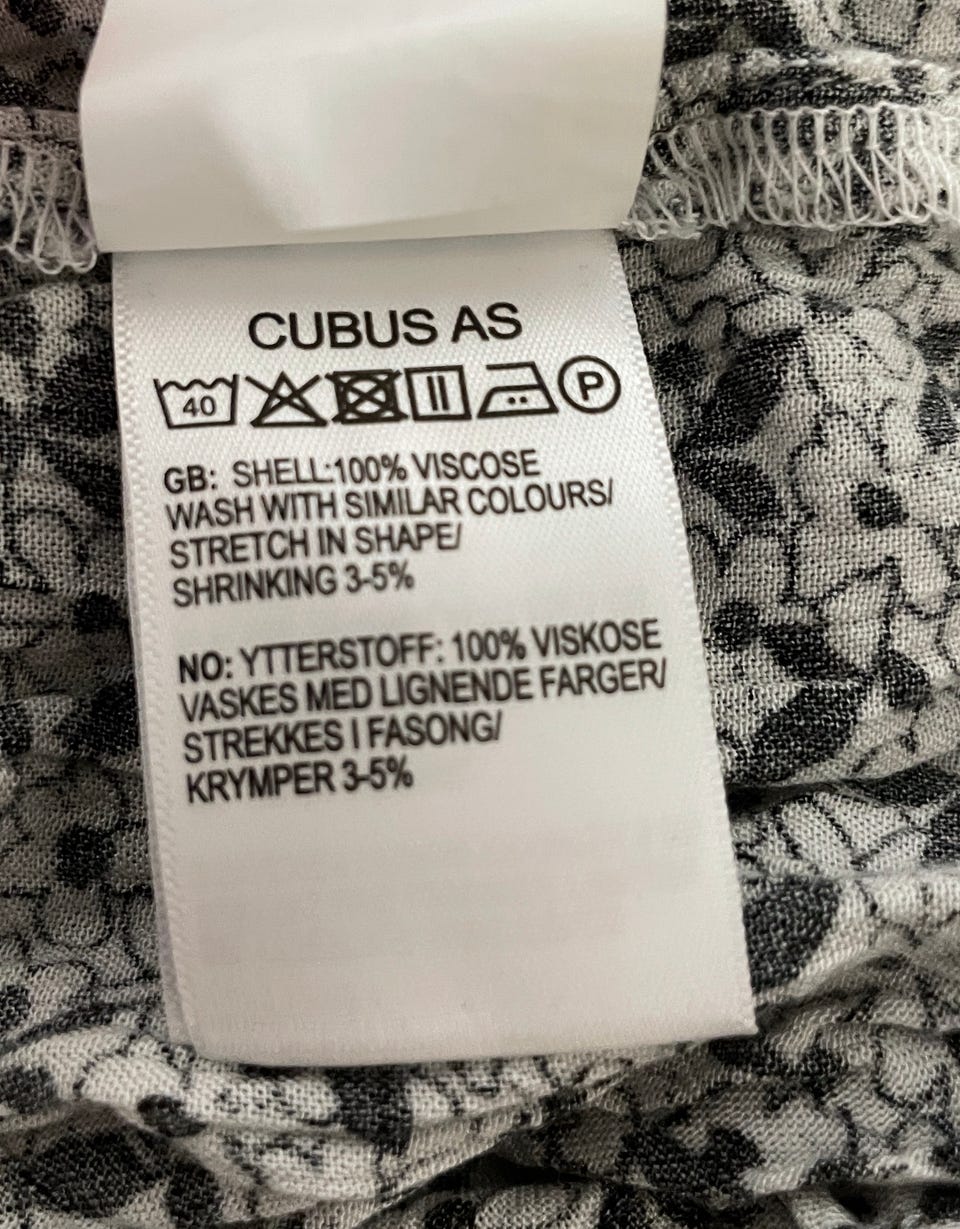 CUBUS AS
40 P
GB: SHELL:100% VISCOSE
WASH WITH SIMILAR COLOURS/
STRETCH IN SHAPE/
SHRINKING 3-5%
NO: YTTERSTOFF: 100% VISKOSE
VASKES MED LIGNENDE FARGER/
STREKKES I FASONG/
KRYMPER 3-5%